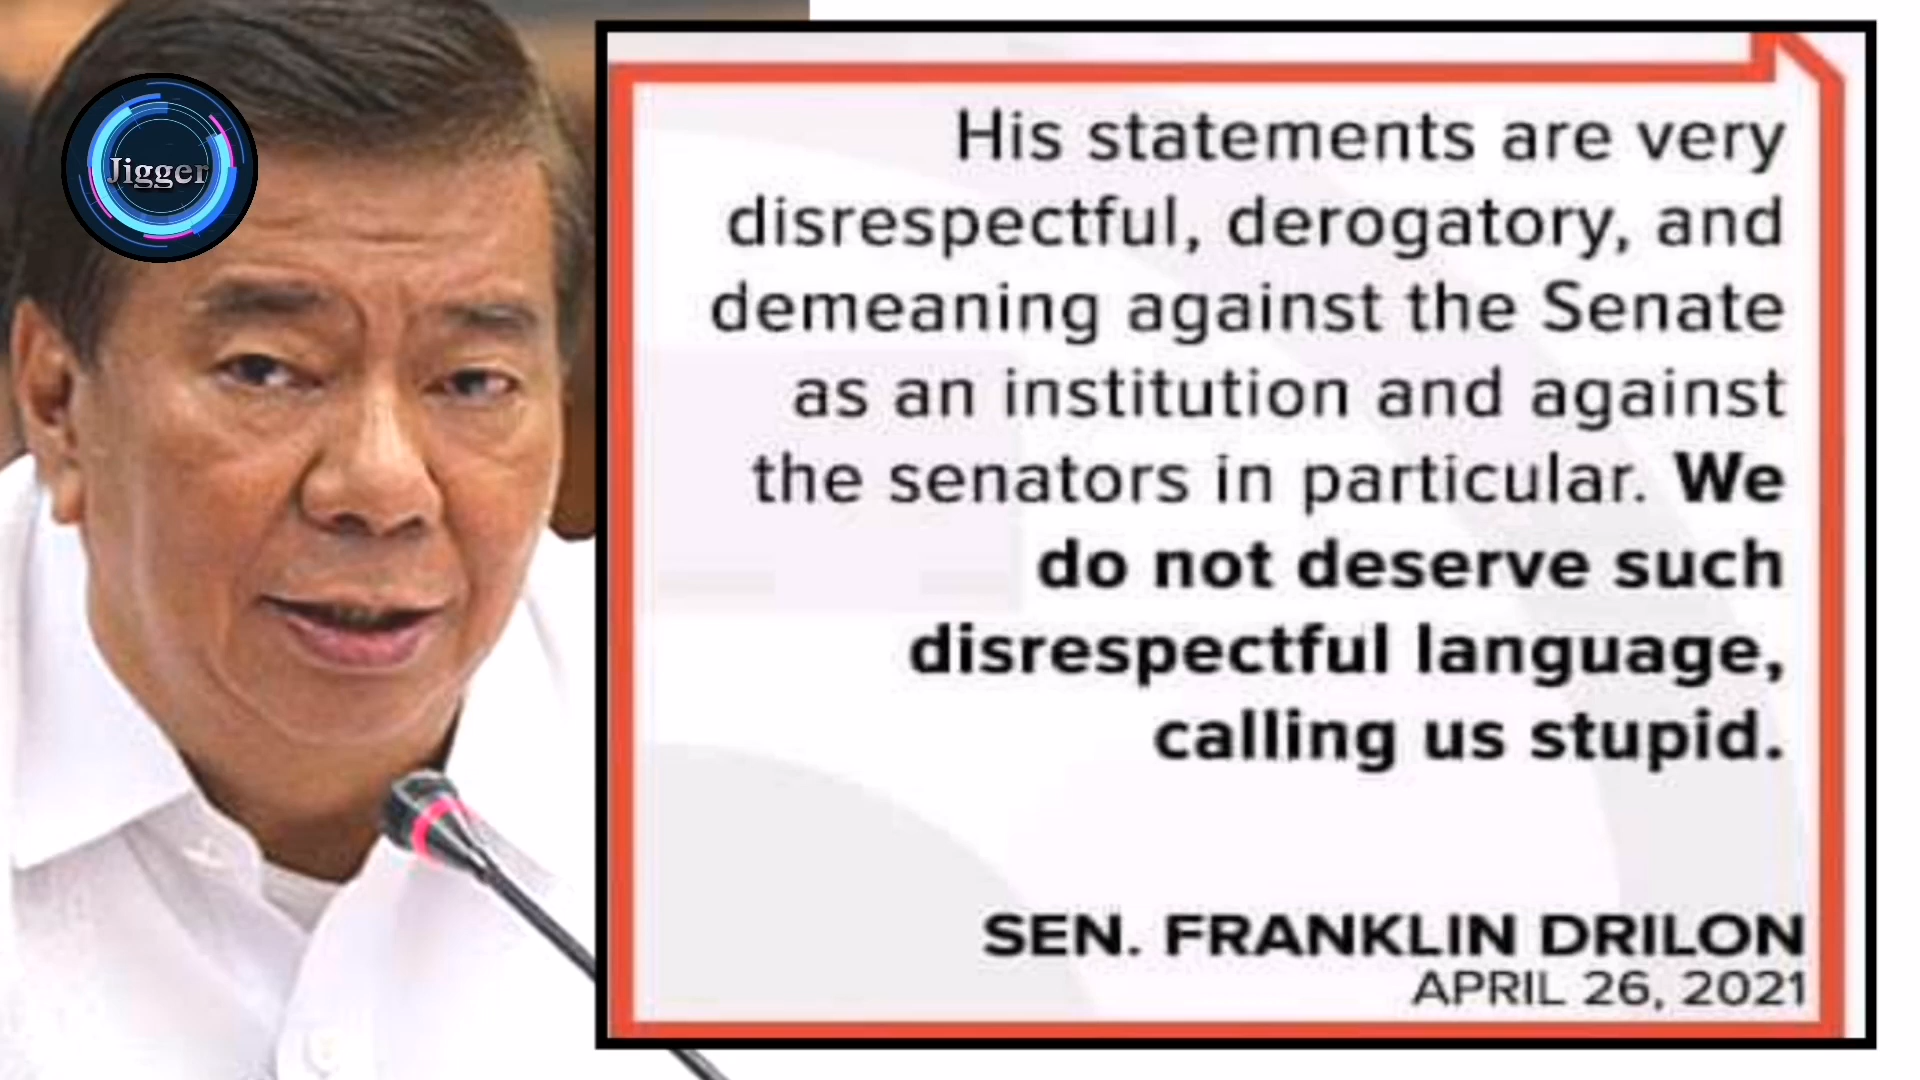 Jigger
His statements are very
disrespectful, derogatory, and
demeaning against the Senate
as an institution and against
the senators in particular. We
do not deserve such
disrespectful language,
calling us stupid.
SEN. FRANKLIN DRILON
APRIL 26, 2021